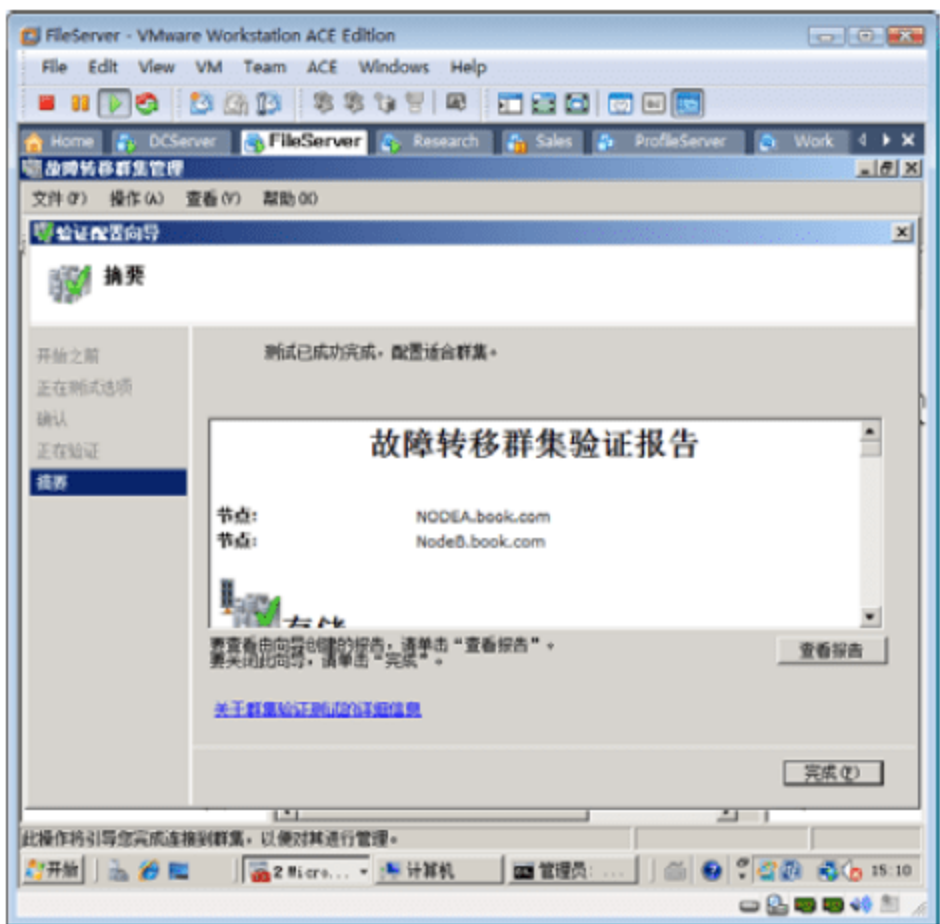 FileServer - VMware Workstation ACE Edition
File Edit View VM Team ACE Windows Help
Home DCServer FileServer Research Sales ProfileServer Work
故障转移群集管理
文件(F) 操作(A) 查看(V) 帮助(H)
验证配置向导
摘要
开始之前
正在测试选项
确认
正在验证
摘要
测试已成功完成，配置适合群集。
故障转移群集验证报告
节点: NODEA.book.com
节点: NodeB.book.com
存储
要查看由向导创建的报告，请单击“查看报告”。
要关闭此向导，请单击“完成”。
查看报告
关于群集验证测试的详细信息
完成(F)
此操作将引导您完成连接到群集，以便对其进行管理。
开始 2 Micro... 计算机 管理员: ... 15:10